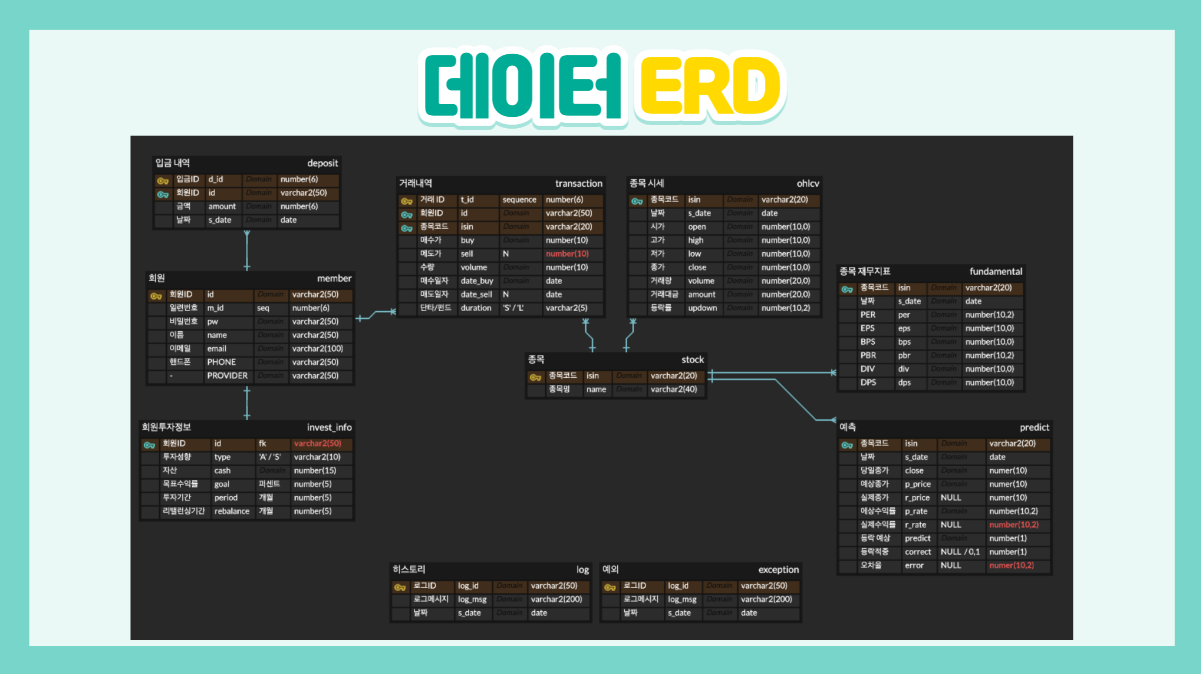 데이터 ERD
입금 내역 deposit
입금ID d_id Domain number(6)
회원ID id Domain varchar2(50)
금액 amount Domain number(6)
날짜 s_date Domain date
회원 member
회원ID id Domain varchar2(50)
일련번호 m_id seq number(6)
비밀번호 pw Domain varchar2(50)
이름 name Domain varchar2(50)
이메일 email Domain varchar2(100)
핸드폰 PHONE Domain varchar2(50)
- PROVIDER Domain varchar2(50)
회원투자정보 invest_info
회원ID id fk varchar2(50)
투자성향 type 'A' / 'S' varchar2(10)
자산 cash Domain number(15)
목표수익률 goal 퍼센트 number(5)
투자기간 period 개월 number(5)
리밸런싱기간 rebalance 개월 number(5)
거래내역 transaction
거래 ID t_id sequence number(6)
회원ID id Domain varchar2(50)
종목코드 isin Domain varchar2(20)
매수가 buy Domain number(10)
매도가 sell N number(10)
수량 volume Domain number(10)
매수일자 date_buy Domain date
매도일자 date_sell N date
단타/펀드 duration 'S' / 'L' varchar2(5)
종목 시세 ohlcv
종목코드 isin Domain varchar2(20)
날짜 s_date Domain date
시가 open Domain number(10,0)
고가 high Domain number(10,0)
저가 low Domain number(10,0)
종가 close Domain number(10,0)
거래량 volume Domain number(20,0)
거래대금 amount Domain number(20,0)
등락률 updown Domain number(10,2)
종목 stock
종목코드 isin Domain varchar2(20)
종목명 name Domain varchar2(40)
종목 재무지표 fundamental
종목코드 isin Domain varchar2(20)
날짜 s_date Domain date
PER per Domain number(10,2)
EPS eps Domain number(10,0)
BPS bps Domain number(10,0)
PBR pbr Domain number(10,2)
DIV div Domain number(10,0)
DPS dps Domain number(10,0)
예측 predict
종목코드 isin Domain varchar2(20)
날짜 s_date Domain date
당일종가 close Domain numer(10)
예상종가 p_price Domain numer(10)
실제종가 r_price NULL numer(10)
예상수익률 p_rate Domain number(10,2)
실제수익률 r_rate NULL number(10,2)
등락 예상 predict Domain number(1)
등락적중 correct NULL / 0,1 number(1)
오차율 error NULL numer(10,2)
히스토리 log
로그ID log_id Domain varchar2(50)
로그메시지 log_msg Domain varchar2(200)
날짜 s_date Domain date
예외 exception
로그ID log_id Domain varchar2(50)
로그메시지 log_msg Domain varchar2(200)
날짜 s_date Domain date